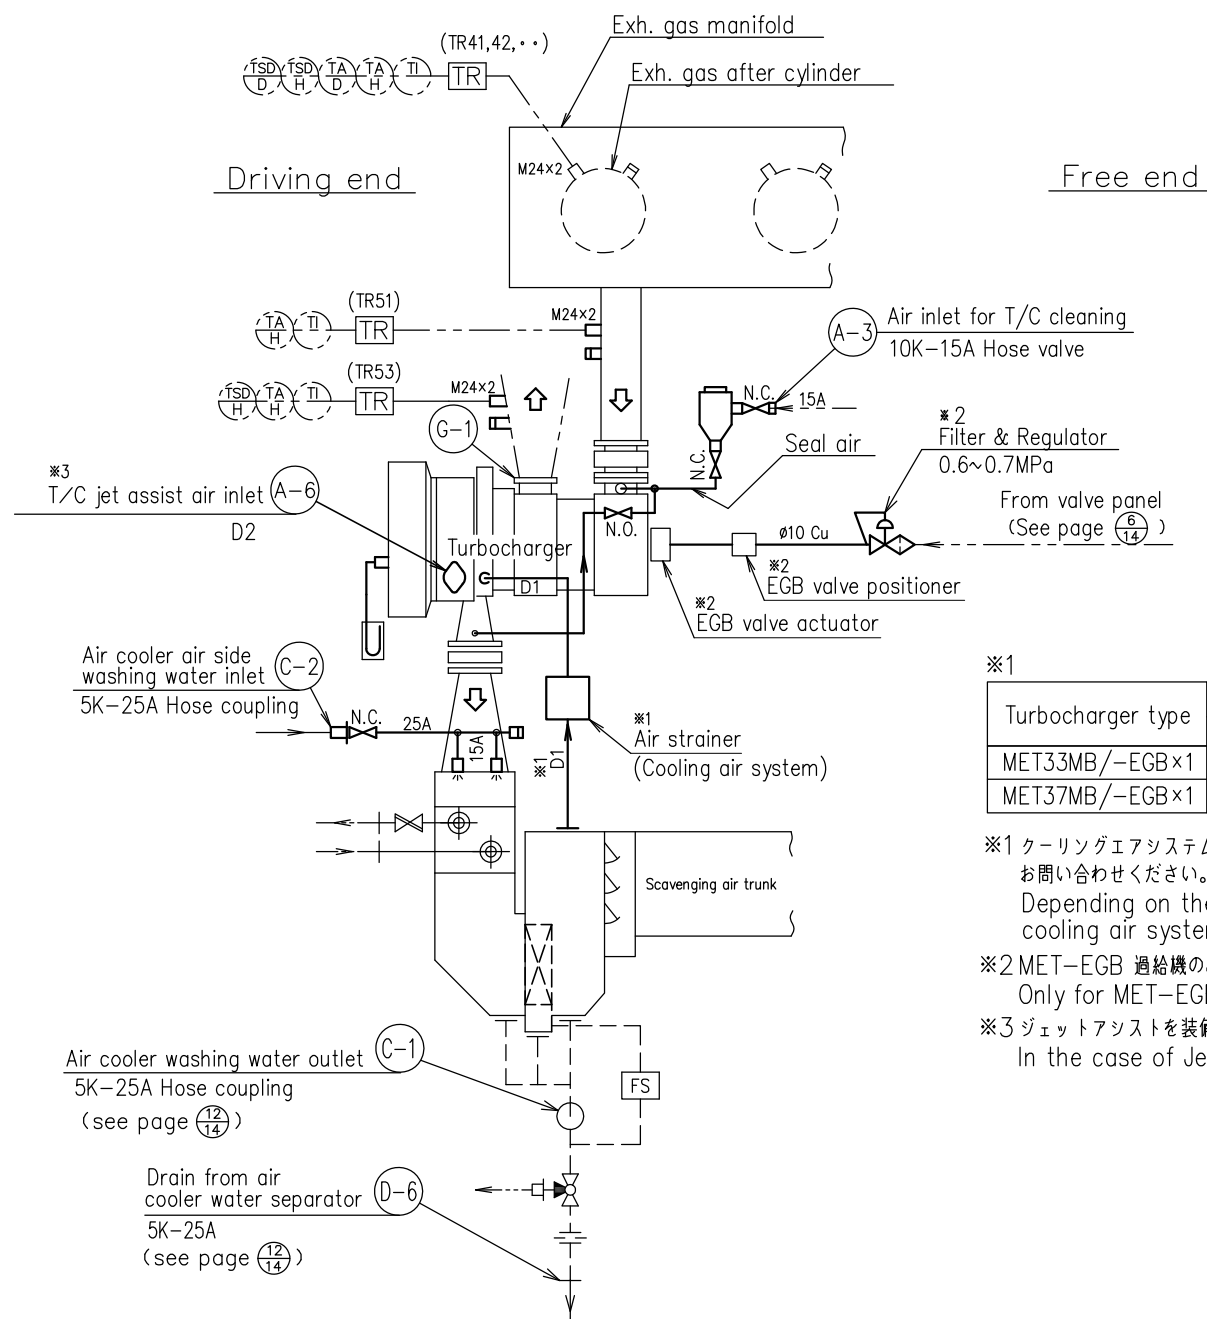 Exh. gas manifold
(TR41,42,・・)
TSD D
TSD H
TA D
TA H
TI
TR
Exh. gas after cylinder
M24×2
Driving end
Free end
(TR51)
TA H
TI
TR
M24×2
A-3
Air inlet for T/C cleaning
10K-15A Hose valve
(TR53)
TSD H
TA H
TI
TR
M24×2
N.C.
15A
G-1
※2
Filter & Regulator
0.6~0.7MPa
Seal air
N.C.
※3
T/C jet assist air inlet
A-6
D2
From valve panel
(See page 6/14 )
N.O.
ø10 Cu
Turbocharger
D1
※2
EGB valve positioner
※2
EGB valve actuator
Air cooler air side
washing water inlet
C-2
5K-25A Hose coupling
N.C.
25A
15A
※1
D1
※1
Air strainer
(Cooling air system)
※1
Turbocharger type
MET33MB/-EGB×1
MET37MB/-EGB×1
Scavenging air trunk
※1 クーリングエアシステム
お問い合わせください。
Depending on the
cooling air system
※2 MET-EGB 過給機の
Only for MET-EGB
※3 ジェットアシストを装備
In the case of Je
Air cooler washing water outlet
C-1
5K-25A Hose coupling
(see page 12/14 )
FS
Drain from air
cooler water separator
D-6
5K-25A
(see page 12/14 )